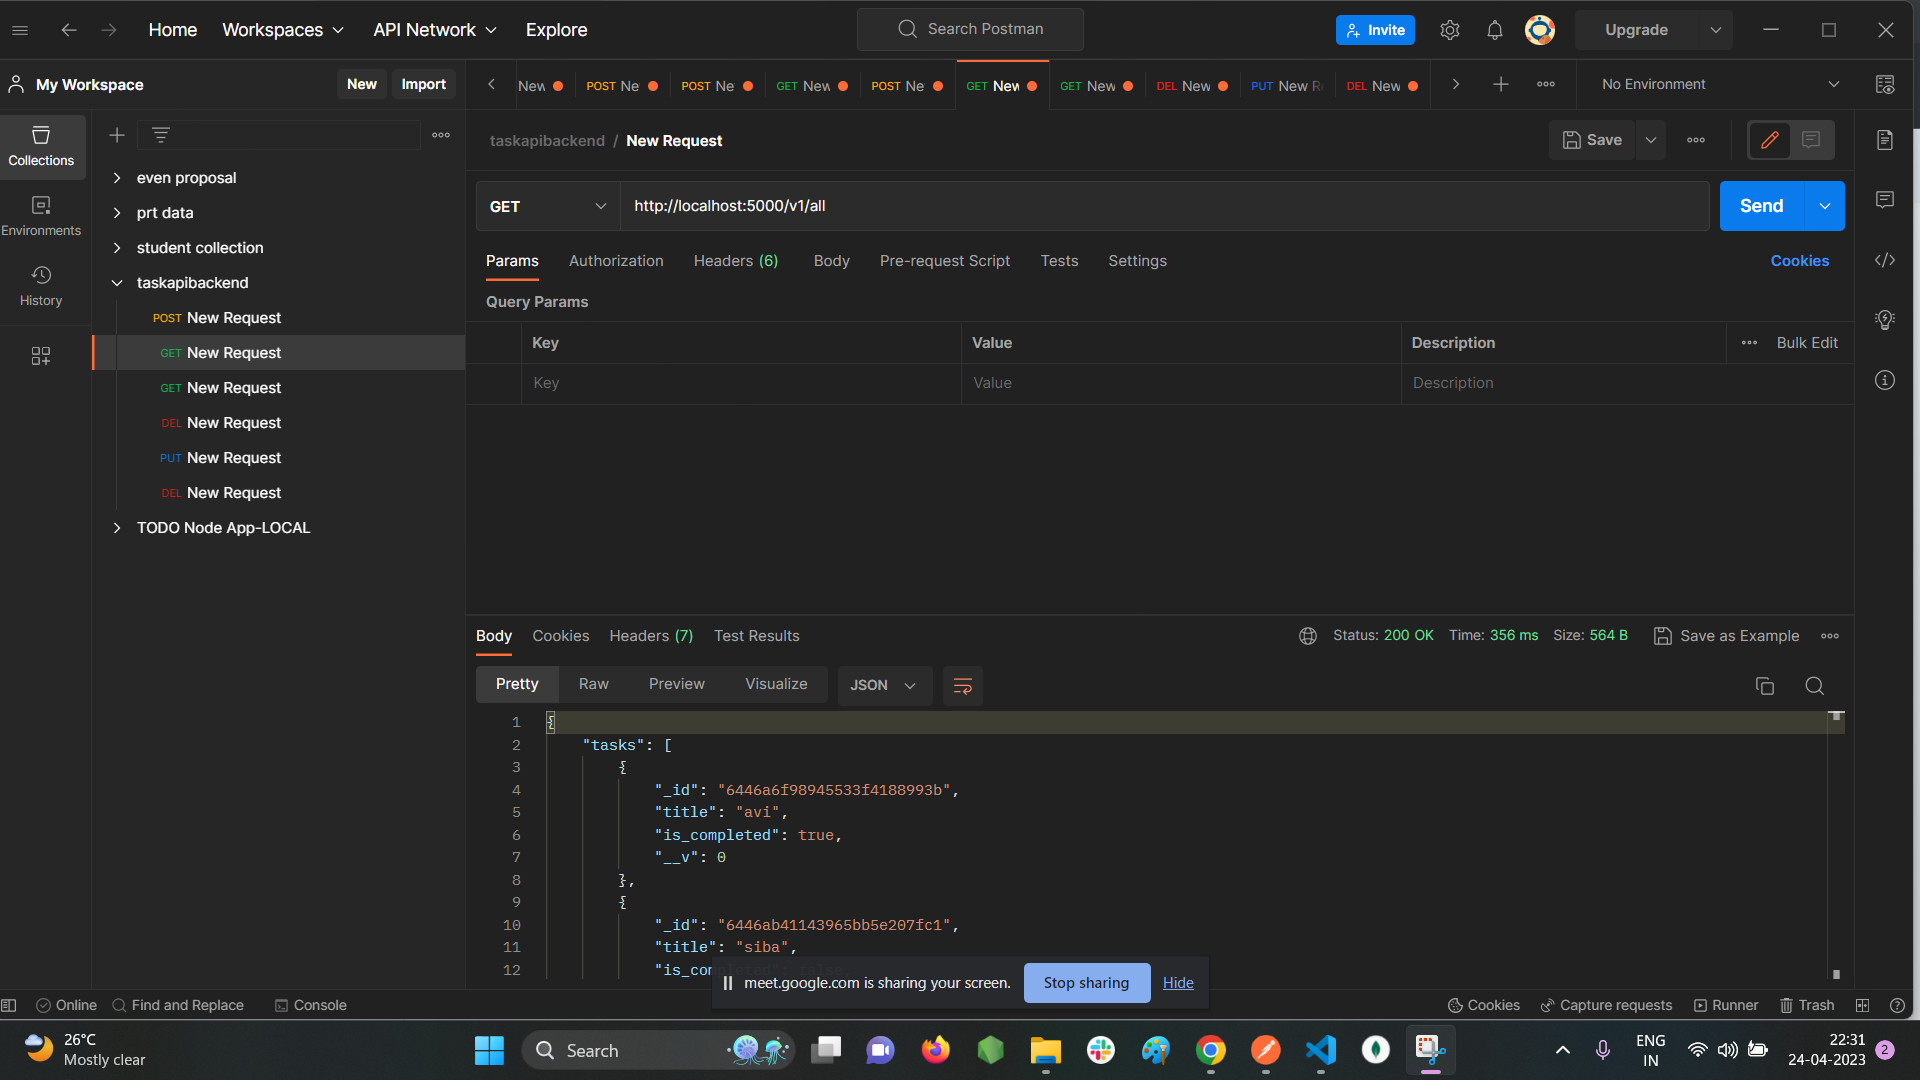 Home Workspaces API Network Explore Search Postman Invite Upgrade
My Workspace New Import New POST Ne POST Ne GET New POST Ne GET New GET New DEL New PUT New R DEL New No Environment
Collections
Environments
History
even proposal
prt data
student collection
taskapibackend
POST New Request
GET New Request
GET New Request
DEL New Request
PUT New Request
DEL New Request
TODO Node App-LOCAL
taskapibackend / New Request Save
GET http://localhost:5000/v1/all Send
Params Authorization Headers (6) Body Pre-request Script Tests Settings Cookies
Query Params
Key Value Description Bulk Edit
Key Value Description
Body Cookies Headers (7) Test Results Status: 200 OK Time: 356 ms Size: 564 B Save as Example
Pretty Raw Preview Visualize JSON
1 {
2 "tasks": [
3 {
4 "_id": "6446a6f98945533f4188993b",
5 "title": "avi",
6 "is_completed": true,
7 "__v": 0
8 },
9 {
10 "_id": "6446ab41143965bb5e207fc1",
11 "title": "siba",
12 "is_com
meet.google.com is sharing your screen. Stop sharing Hide
Online Find and Replace Console Cookies Capture requests Runner Trash
26°C
Mostly clear
Search
ENG
IN
22:31
24-04-2023
2